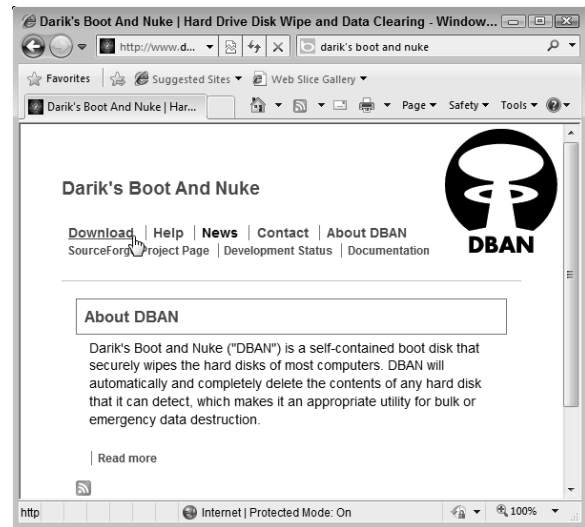 Darik's Boot And Nuke | Hard Drive Disk Wipe and Data Clearing - Window...
http://www.d... darik's boot and nuke
Favorites Suggested Sites Web Slice Gallery
Darik's Boot And Nuke | Har... Page Safety Tools
Darik's Boot And Nuke
DBAN
Download | Help | News | Contact | About DBAN
Project Page | Development Status | Documentation
About DBAN
Darik's Boot and Nuke ("DBAN") is a self-contained boot disk that
securely wipes the hard disks of most computers. DBAN will
automatically and completely delete the contents of any hard disk
that it can detect, which makes it an appropriate utility for bulk or
emergency data destruction.
Read more
http Internet | Protected Mode: On 100%